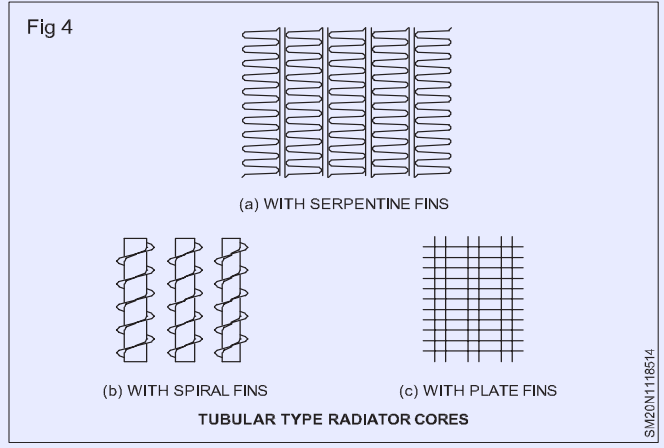 Fig 4
(a) WITH SERPENTINE FINS
(b) WITH SPIRAL FINS
(c) WITH PLATE FINS
TUBULAR TYPE RADIATOR CORES
SM20N1118514